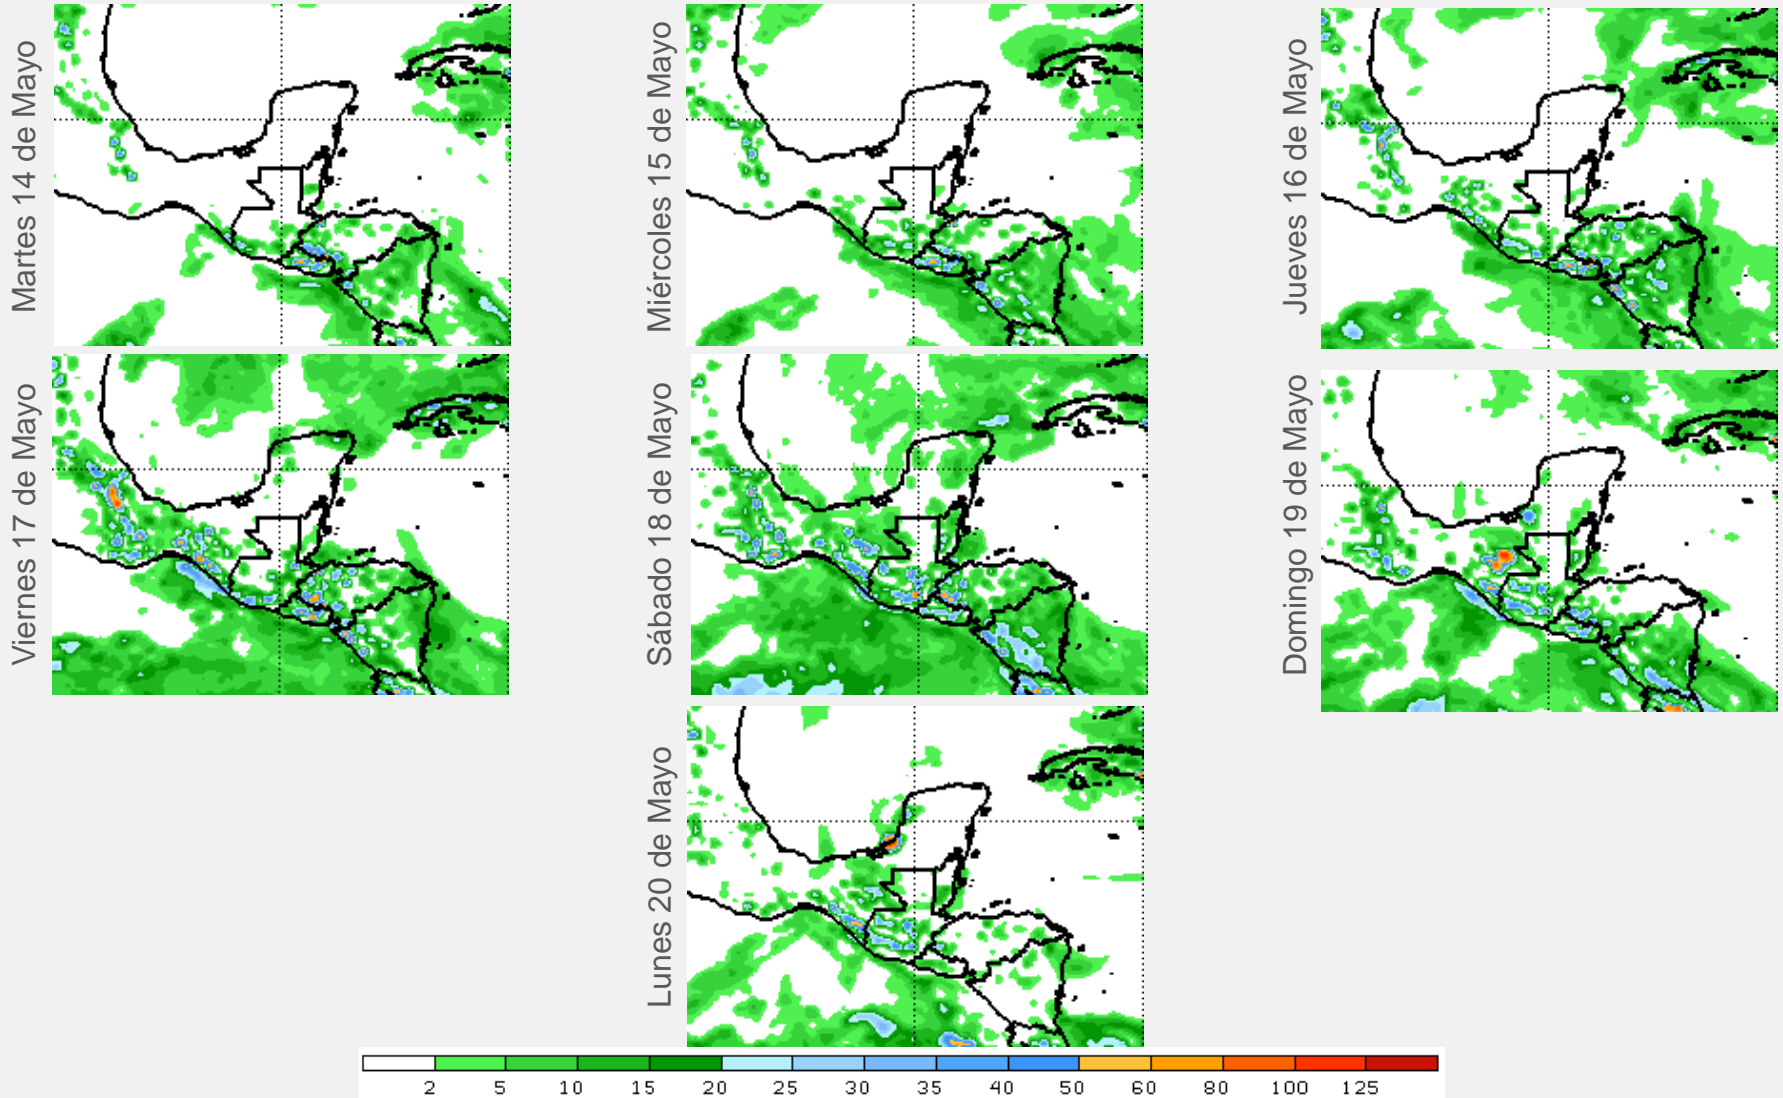 Martes 14 de Mayo
Miércoles 15 de Mayo
Jueves 16 de Mayo
Viernes 17 de Mayo
Sábado 18 de Mayo
Domingo 19 de Mayo
Lunes 20 de Mayo
2 5 10 15 20 25 30 35 40 50 60 80 100 125